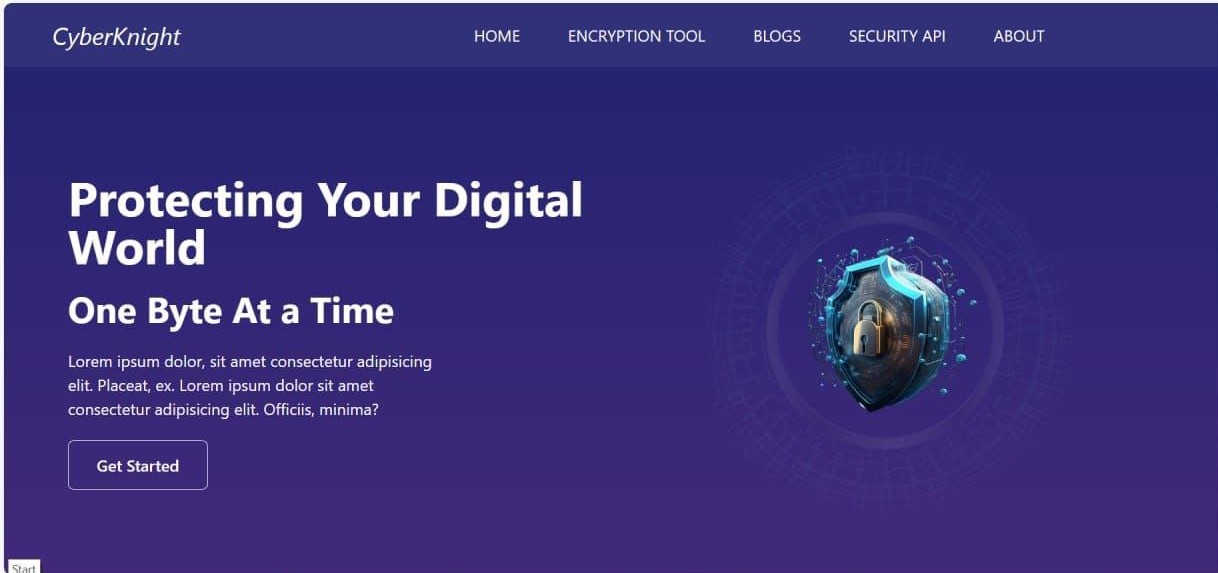 CyberKnight
HOME ENCRYPTION TOOL BLOGS SECURITY API ABOUT
Protecting Your Digital
World
One Byte At a Time
Lorem ipsum dolor, sit amet consectetur adipisicing
elit. Placeat, ex. Lorem ipsum dolor sit amet
consectetur adipisicing elit. Officiis, minima?
Get Started
Start